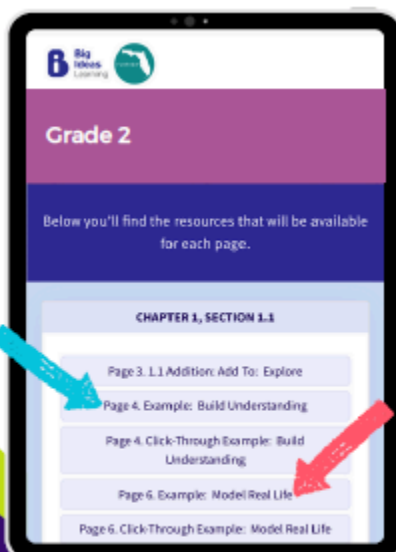 Big
Ideas
Learning
Grade 2
Below you'll find the resources that will be available
for each page.
CHAPTER 1, SECTION 1.1
Page 3. 1.1 Addition: Add To: Explore
Page 4. Example: Build Understanding
Page 4. Click-Through Example: Build
Understanding
Page 6. Example: Model Real Life
Page 6. Click-Through Example: Model Real Life